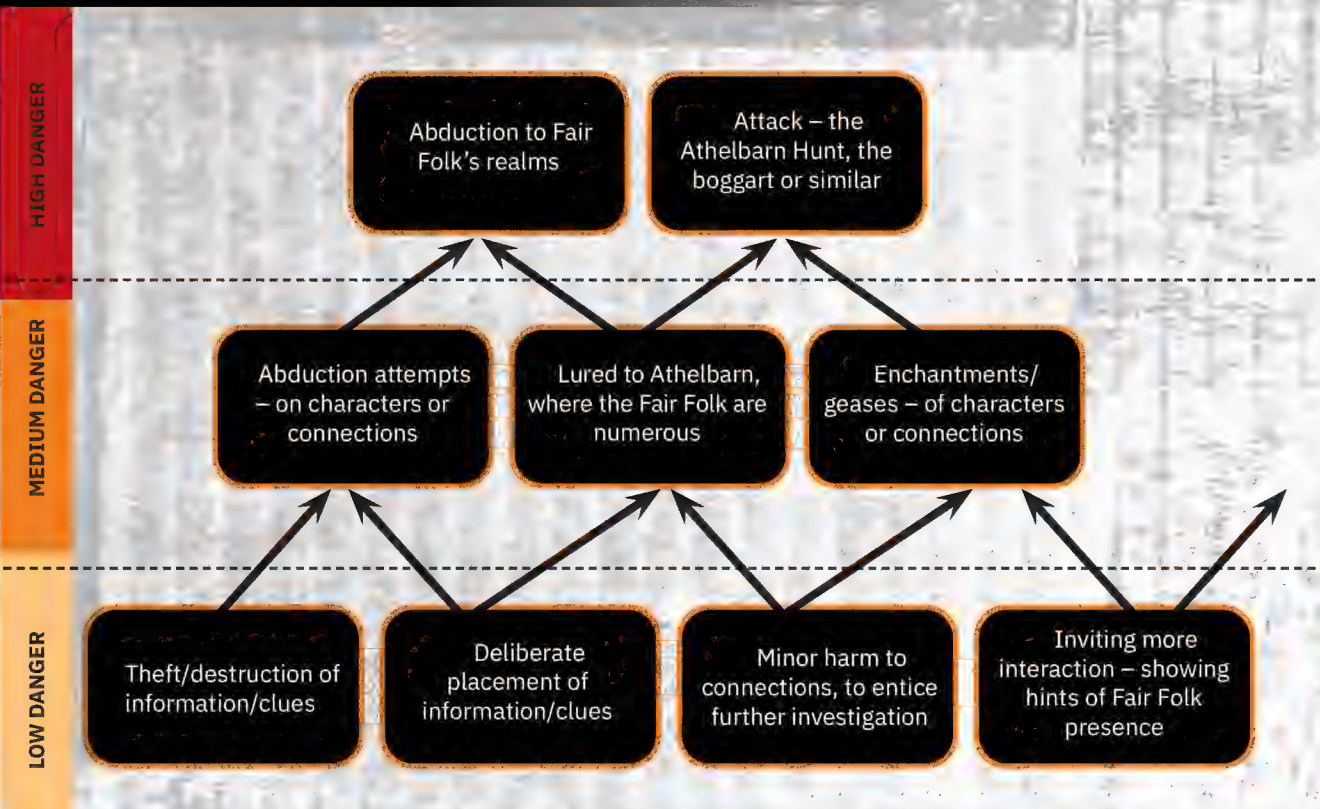 HIGH DANGER
Abduction to Fair
Folk’s realms
Attack – the
Athelbarn Hunt, the
boggart or similar
MEDIUM DANGER
Abduction attempts
– on characters or
connections
Lured to Athelbarn,
where the Fair Folk are
numerous
Enchantments/
geases – of characters
or connections
LOW DANGER
Theft/destruction of
information/clues
Deliberate
placement of
information/clues
Minor harm to
connections, to entice
further investigation
Inviting more
interaction – showing
hints of Fair Folk
presence